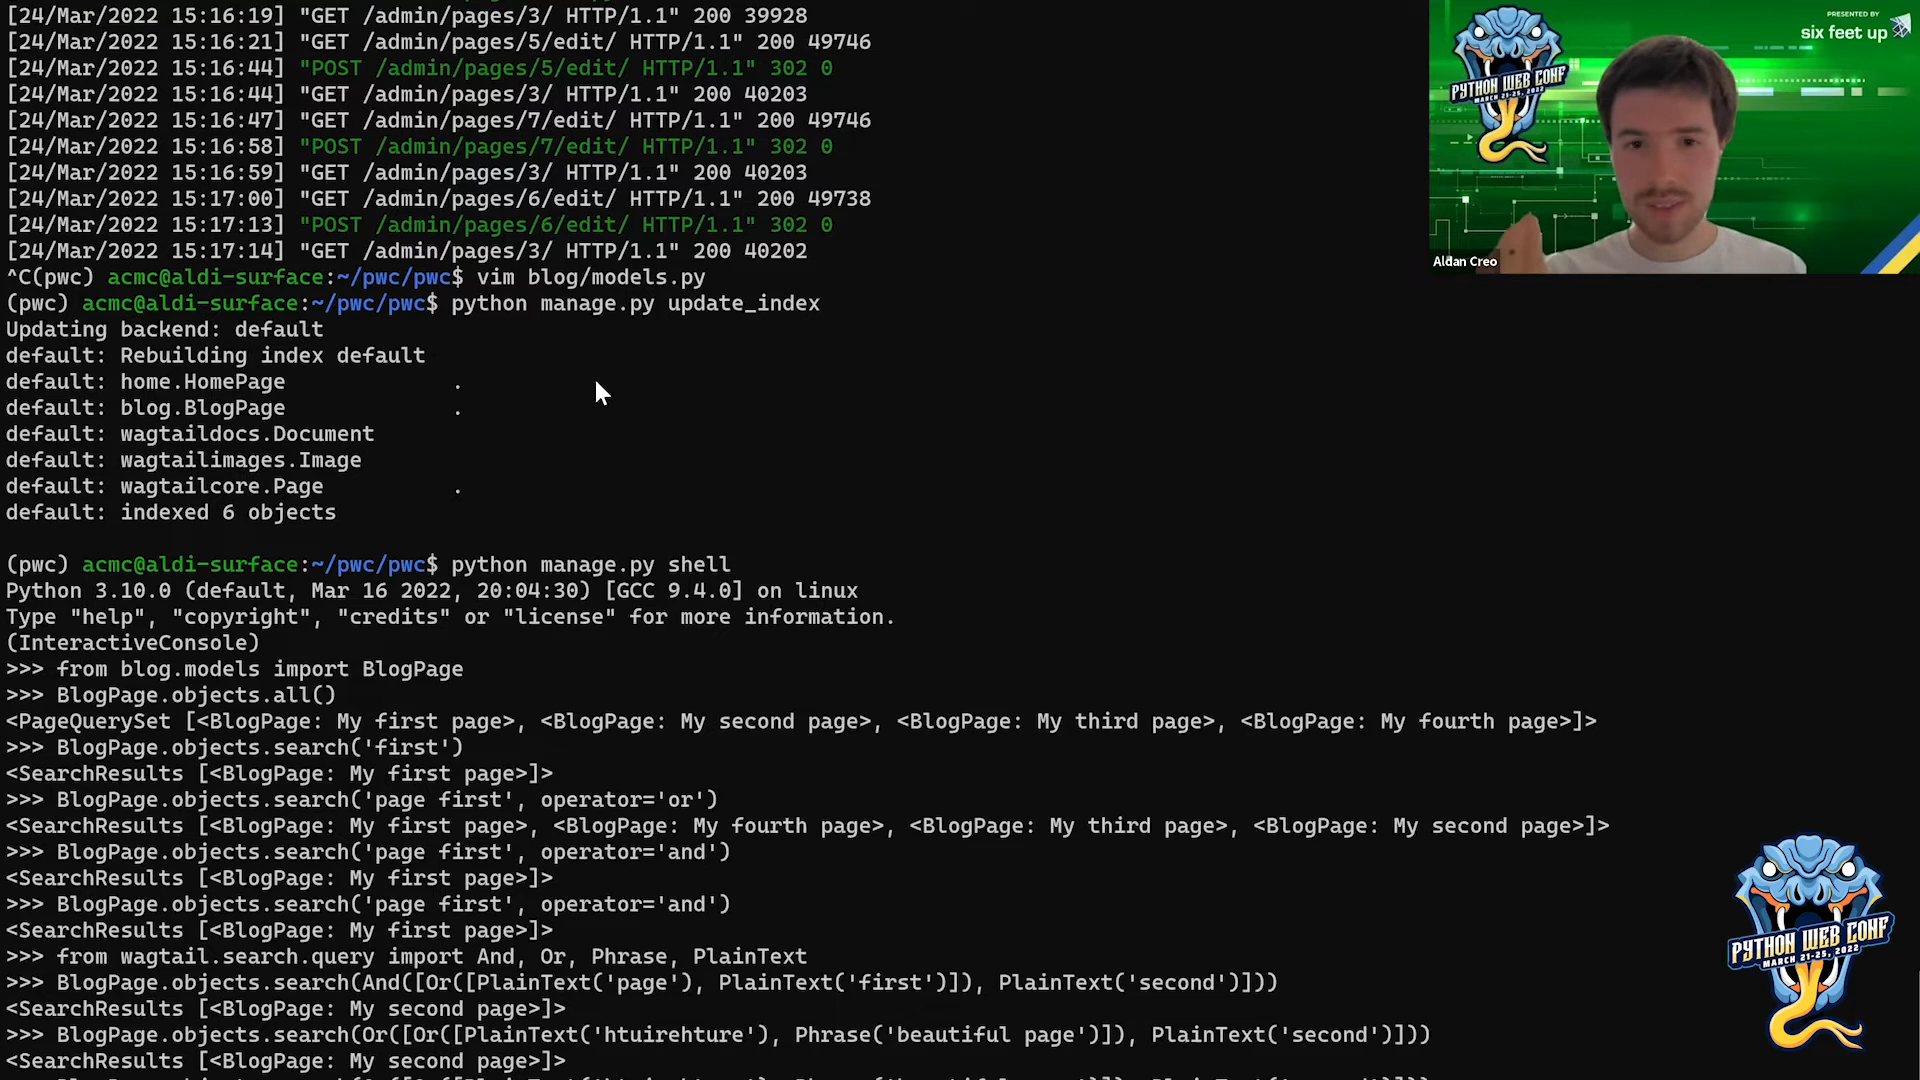 [24/Mar/2022 15:16:19] "GET /admin/pages/3/ HTTP/1.1" 200 39928
[24/Mar/2022 15:16:21] "GET /admin/pages/5/edit/ HTTP/1.1" 200 49746
[24/Mar/2022 15:16:44] "POST /admin/pages/5/edit/ HTTP/1.1" 302 0
[24/Mar/2022 15:16:44] "GET /admin/pages/3/ HTTP/1.1" 200 40203
[24/Mar/2022 15:16:47] "GET /admin/pages/7/edit/ HTTP/1.1" 200 49746
[24/Mar/2022 15:16:58] "POST /admin/pages/7/edit/ HTTP/1.1" 302 0
[24/Mar/2022 15:16:59] "GET /admin/pages/3/ HTTP/1.1" 200 40203
[24/Mar/2022 15:17:00] "GET /admin/pages/6/edit/ HTTP/1.1" 200 49738
[24/Mar/2022 15:17:13] "POST /admin/pages/6/edit/ HTTP/1.1" 302 0
[24/Mar/2022 15:17:14] "GET /admin/pages/3/ HTTP/1.1" 200 40202
^C(pwc) acmc@aldi-surface:~/pwc/pwc$ vim blog/models.py
(pwc) acmc@aldi-surface:~/pwc/pwc$ python manage.py update_index
Updating backend: default
default: Rebuilding index default
default: home.HomePage .
default: blog.BlogPage .
default: wagtaildocs.Document
default: wagtailimages.Image
default: wagtailcore.Page .
default: indexed 6 objects
(pwc) acmc@aldi-surface:~/pwc/pwc$ python manage.py shell
Python 3.10.0 (default, Mar 16 2022, 20:04:30) [GCC 9.4.0] on linux
Type "help", "copyright", "credits" or "license" for more information.
(InteractiveConsole)
>>> from blog.models import BlogPage
>>> BlogPage.objects.all()
<PageQuerySet [<BlogPage: My first page>, <BlogPage: My second page>, <BlogPage: My third page>, <BlogPage: My fourth page>]>
>>> BlogPage.objects.search('first')
<SearchResults [<BlogPage: My first page>]>
>>> BlogPage.objects.search('page first', operator='or')
<SearchResults [<BlogPage: My first page>, <BlogPage: My fourth page>, <BlogPage: My third page>, <BlogPage: My second page>]>
>>> BlogPage.objects.search('page first', operator='and')
<SearchResults [<BlogPage: My first page>]>
>>> BlogPage.objects.search('page first', operator='and')
<SearchResults [<BlogPage: My first page>]>
>>> from wagtail.search.query import And, Or, Phrase, PlainText
>>> BlogPage.objects.search(And([Or([PlainText('page'), PlainText('first')]), PlainText('second')]))
<SearchResults [<BlogPage: My second page>]>
>>> BlogPage.objects.search(Or([Or([PlainText('htuirehture'), Phrase('beautiful page')]), PlainText('second')]))
<SearchResults [<BlogPage: My second page>]>
PRESENTED BY
six feet up
PYTHON WEB CONF
MARCH 21-25, 2022
Aldan Creo
PYTHON WEB CONF
MARCH 21-25, 2022